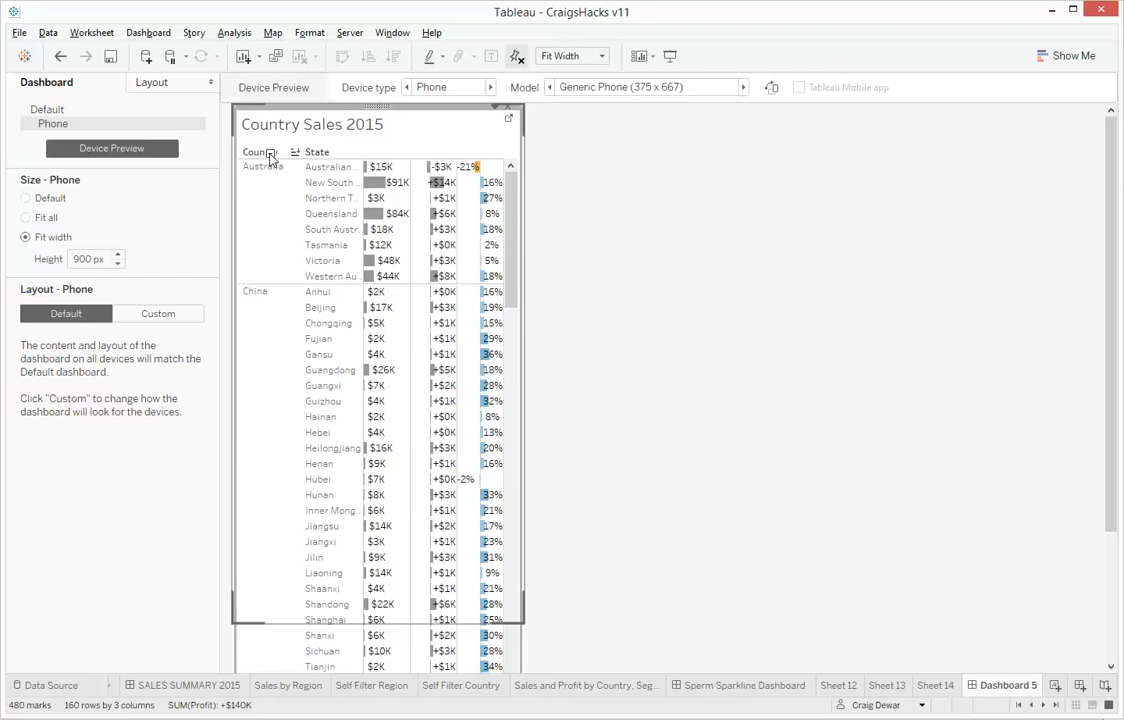 Tableau - CraigsHacks v11
File Data Worksheet Dashboard Story Analysis Map Format Server Window Help
Fit Width Show Me
Dashboard Layout Device Preview Device type Phone Model Generic Phone (375 x 667) Tableau Mobile app
Default
Phone
Device Preview
Size - Phone
Default
Fit all
Fit width
Height 900 px
Layout - Phone
Default Custom
The content and layout of the
dashboard on all devices will match the
Default dashboard.
Click "Custom" to change how the
dashboard will look for the devices.
Country Sales 2015
State
Australia Australian .. $15K -$3K -21%
New South .. $91K +$14K 16%
Northern T... $3K +$1K 27%
Queensland $84K +$6K 8%
South Austr.. $18K +$3K 18%
Tasmania $12K +$0K 2%
Victoria $48K +$3K 5%
Western Au.. $44K +$8K 18%
China Anhui $2K +$0K 16%
Beijing $17K +$3K 19%
Chongqing $5K +$1K 15%
Fujian $2K +$1K 29%
Gansu $4K +$1K 36%
Guangdong $26K +$5K 18%
Guangxi $7K +$2K 28%
Guizhou $4K +$1K 32%
Hainan $2K +$0K 8%
Hebei $4K +$0K 13%
Heilongjiang $16K +$3K 20%
Henan $9K +$1K 16%
Hubei $7K +$0K -2%
Hunan $8K +$3K 33%
Inner Mong.. $6K +$1K 21%
Jiangsu $14K +$2K 17%
Jiangxi $3K +$1K 23%
Jilin $9K +$3K 31%
Liaoning $14K +$1K 9%
Shaanxi $4K +$1K 21%
Shandong $22K +$6K 28%
Shanghai $6K +$1K 25%
Shanxi $6K +$2K 30%
Sichuan $10K +$3K 28%
Tianjin $2K +$1K 34%
Data Source SALES SUMMARY 2015 Sales by Region Self Filter Region Self Filter Country Sales and Profit by Country, Seg... Sperm Sparkline Dashboard Sheet 12 Sheet 13 Sheet 14 Dashboard 5
480 marks 160 rows by 3 columns SUM(Profit): +$140K Craig Dewar